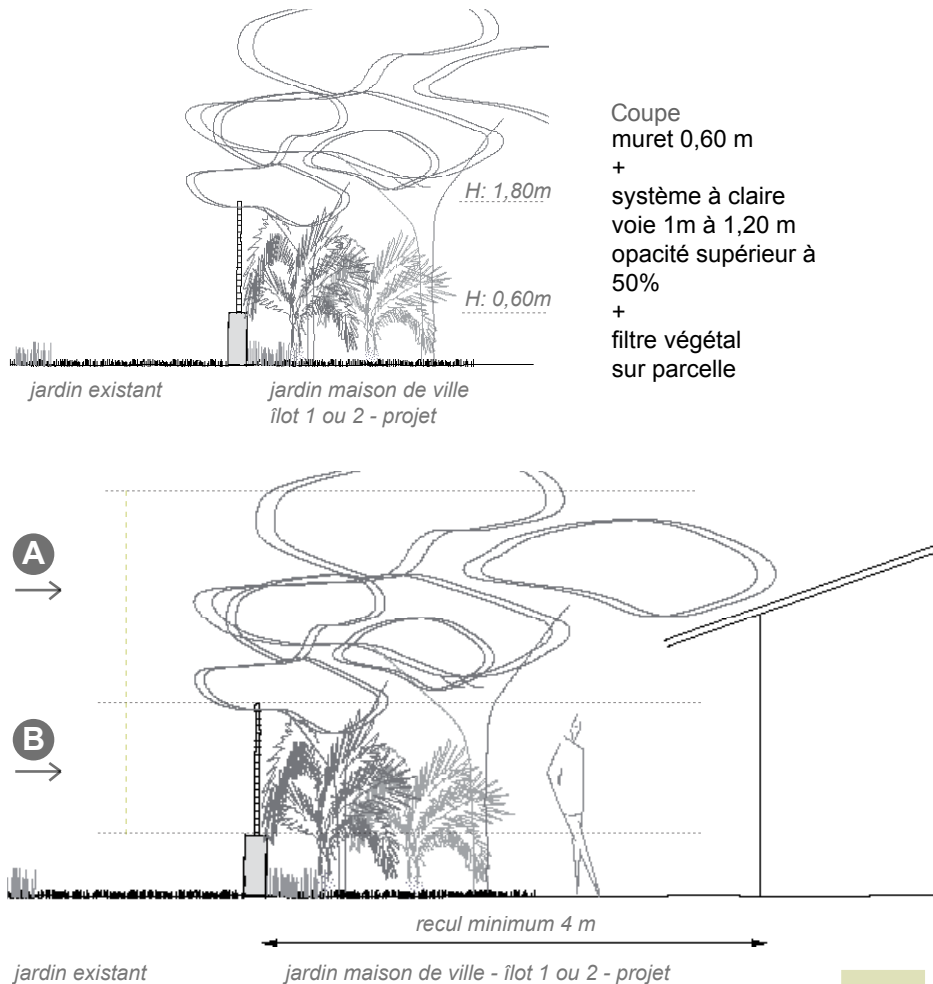 Coupe
muret 0,60 m
+
système à claire
voie 1m à 1,20 m
opacité supérieur à
50%
+
filtre végétal
sur parcelle
H: 1,80m
H: 0,60m
jardin existant
jardin maison de ville
îlot 1 ou 2 - projet
A
B
recul minimum 4 m
jardin existant
jardin maison de ville - îlot 1 ou 2 - projet